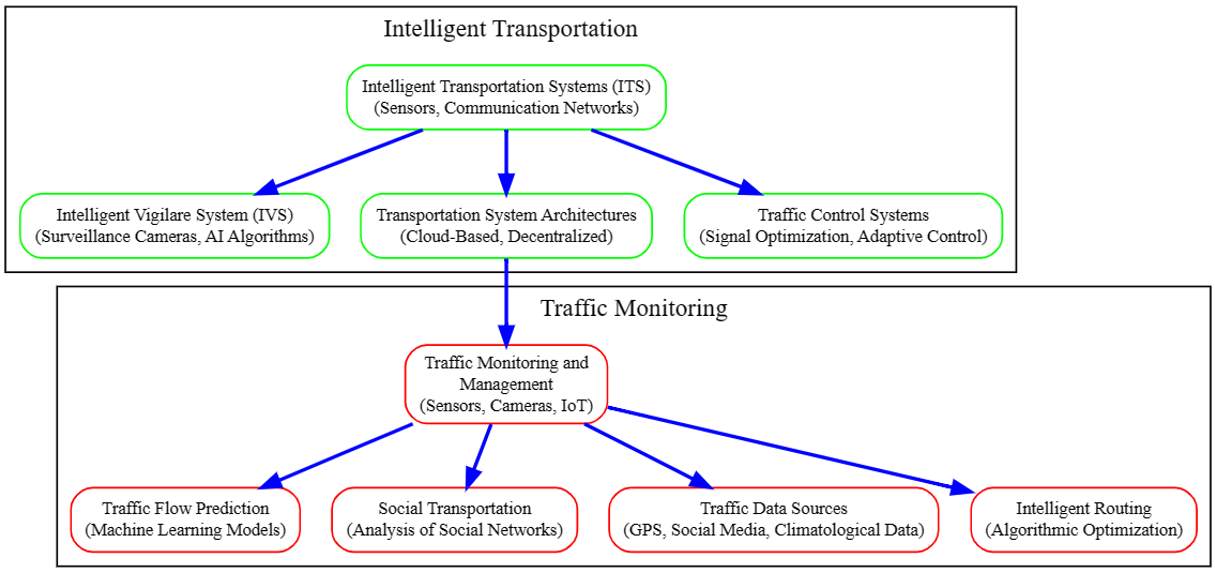 Intelligent Transportation
Intelligent Transportation Systems (ITS)
(Sensors, Communication Networks)
Intelligent Vigilare System (IVS)
(Surveillance Cameras, AI Algorithms)
Transportation System Architectures
(Cloud-Based, Decentralized)
Traffic Control Systems
(Signal Optimization, Adaptive Control)
Traffic Monitoring
Traffic Monitoring and
Management
(Sensors, Cameras, IoT)
Traffic Flow Prediction
(Machine Learning Models)
Social Transportation
(Analysis of Social Networks)
Traffic Data Sources
(GPS, Social Media, Climatological Data)
Intelligent Routing
(Algorithmic Optimization)